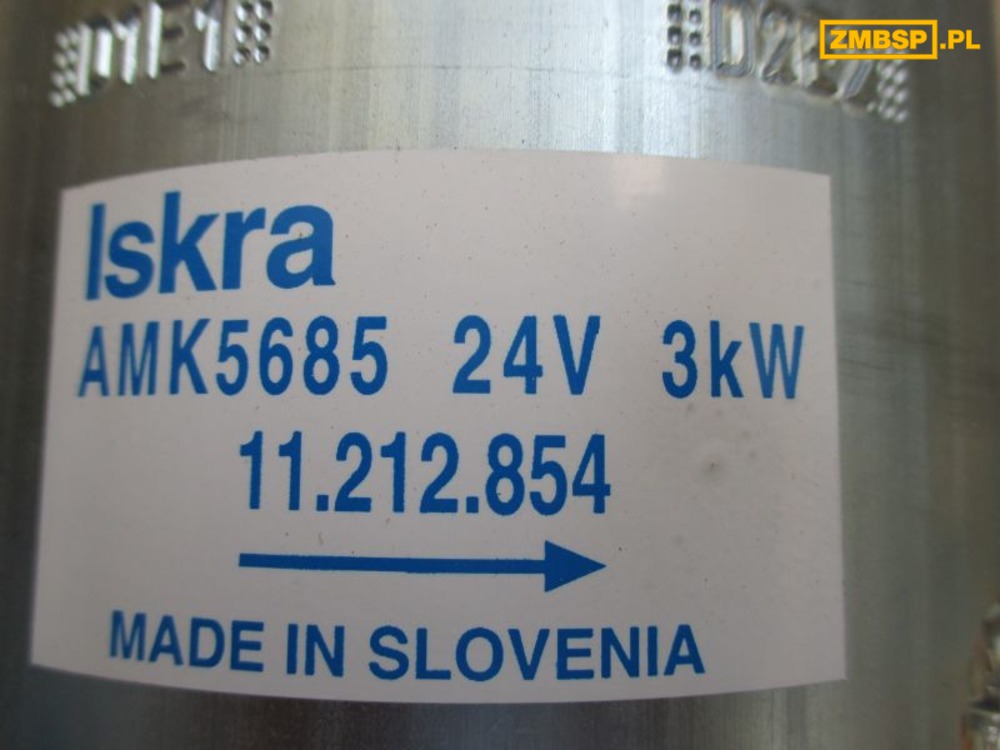 ZMBSP.PL
Iskra
AMK5685 24V 3kW
11.212.854
MADE IN SLOVENIA